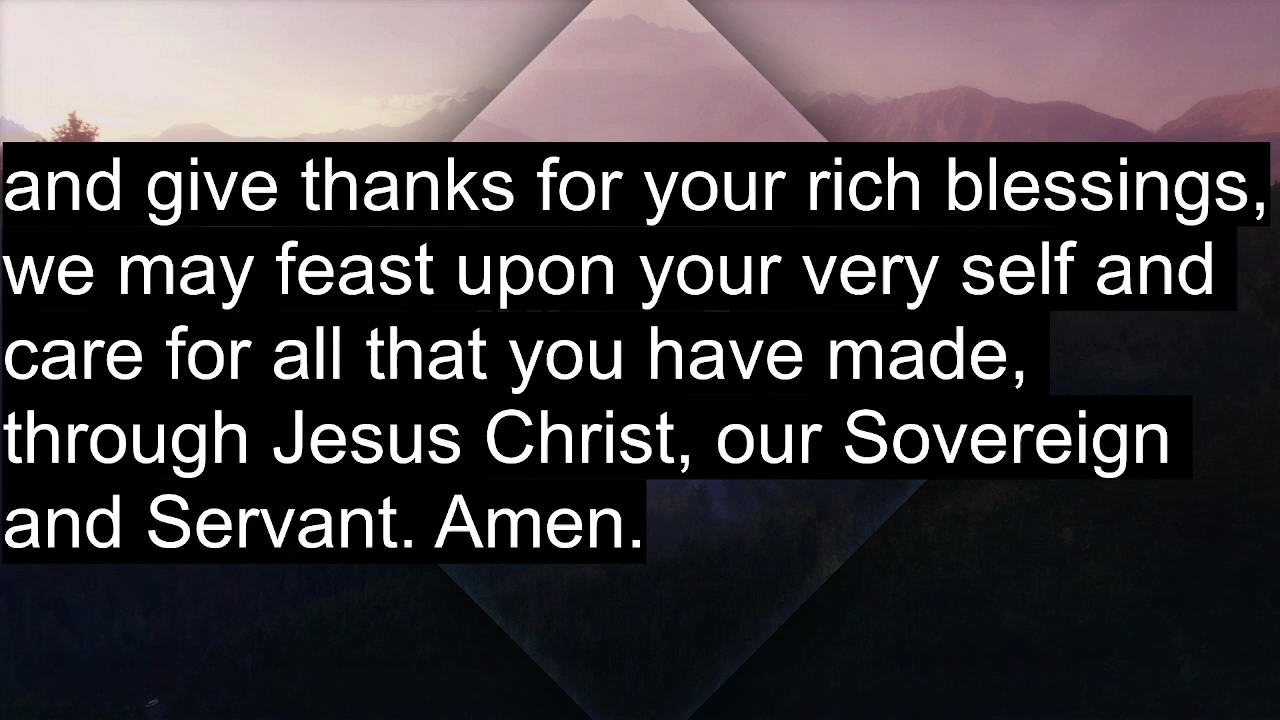 and give thanks for your rich blessings,
we may feast upon your very self and
care for all that you have made,
through Jesus Christ, our Sovereign
and Servant. Amen.